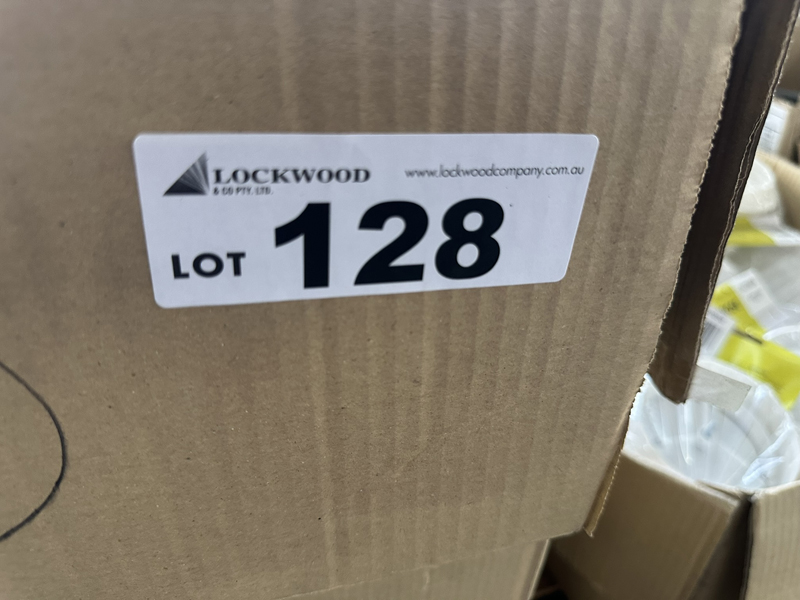 LOCKWOOD
& CO PTY. LTD.
www.lockwoodcompany.com.au
LOT 128